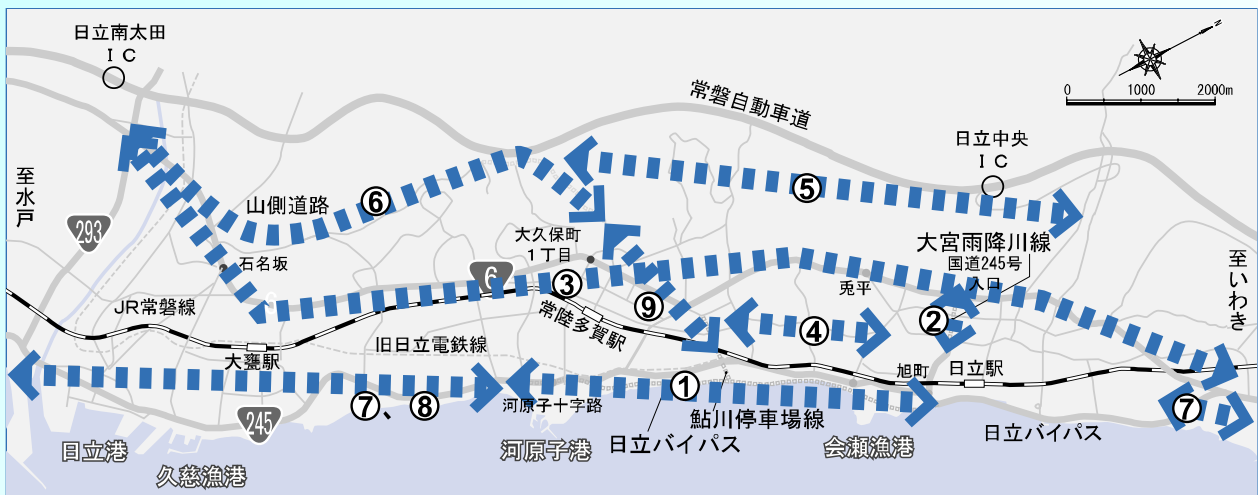 日立南太田
ＩＣ
N
0 1000 2000m
常磐自動車道
日立中央
ＩＣ
至水戸
293
山側道路
⑥
⑤
石名坂
大久保町
１丁目
6
③
大宮雨降川線
国道245号
入口
至いわき
兎平
JR常磐線
⑨
④
②
常陸多賀駅
大甕駅
旧日立電鉄線
旭町
日立駅
⑦、⑧
①
⑦
245
河原子十字路
鮎川停車場線
日立港
久慈漁港
河原子港
日立バイパス
会瀬漁港
日立バイパス